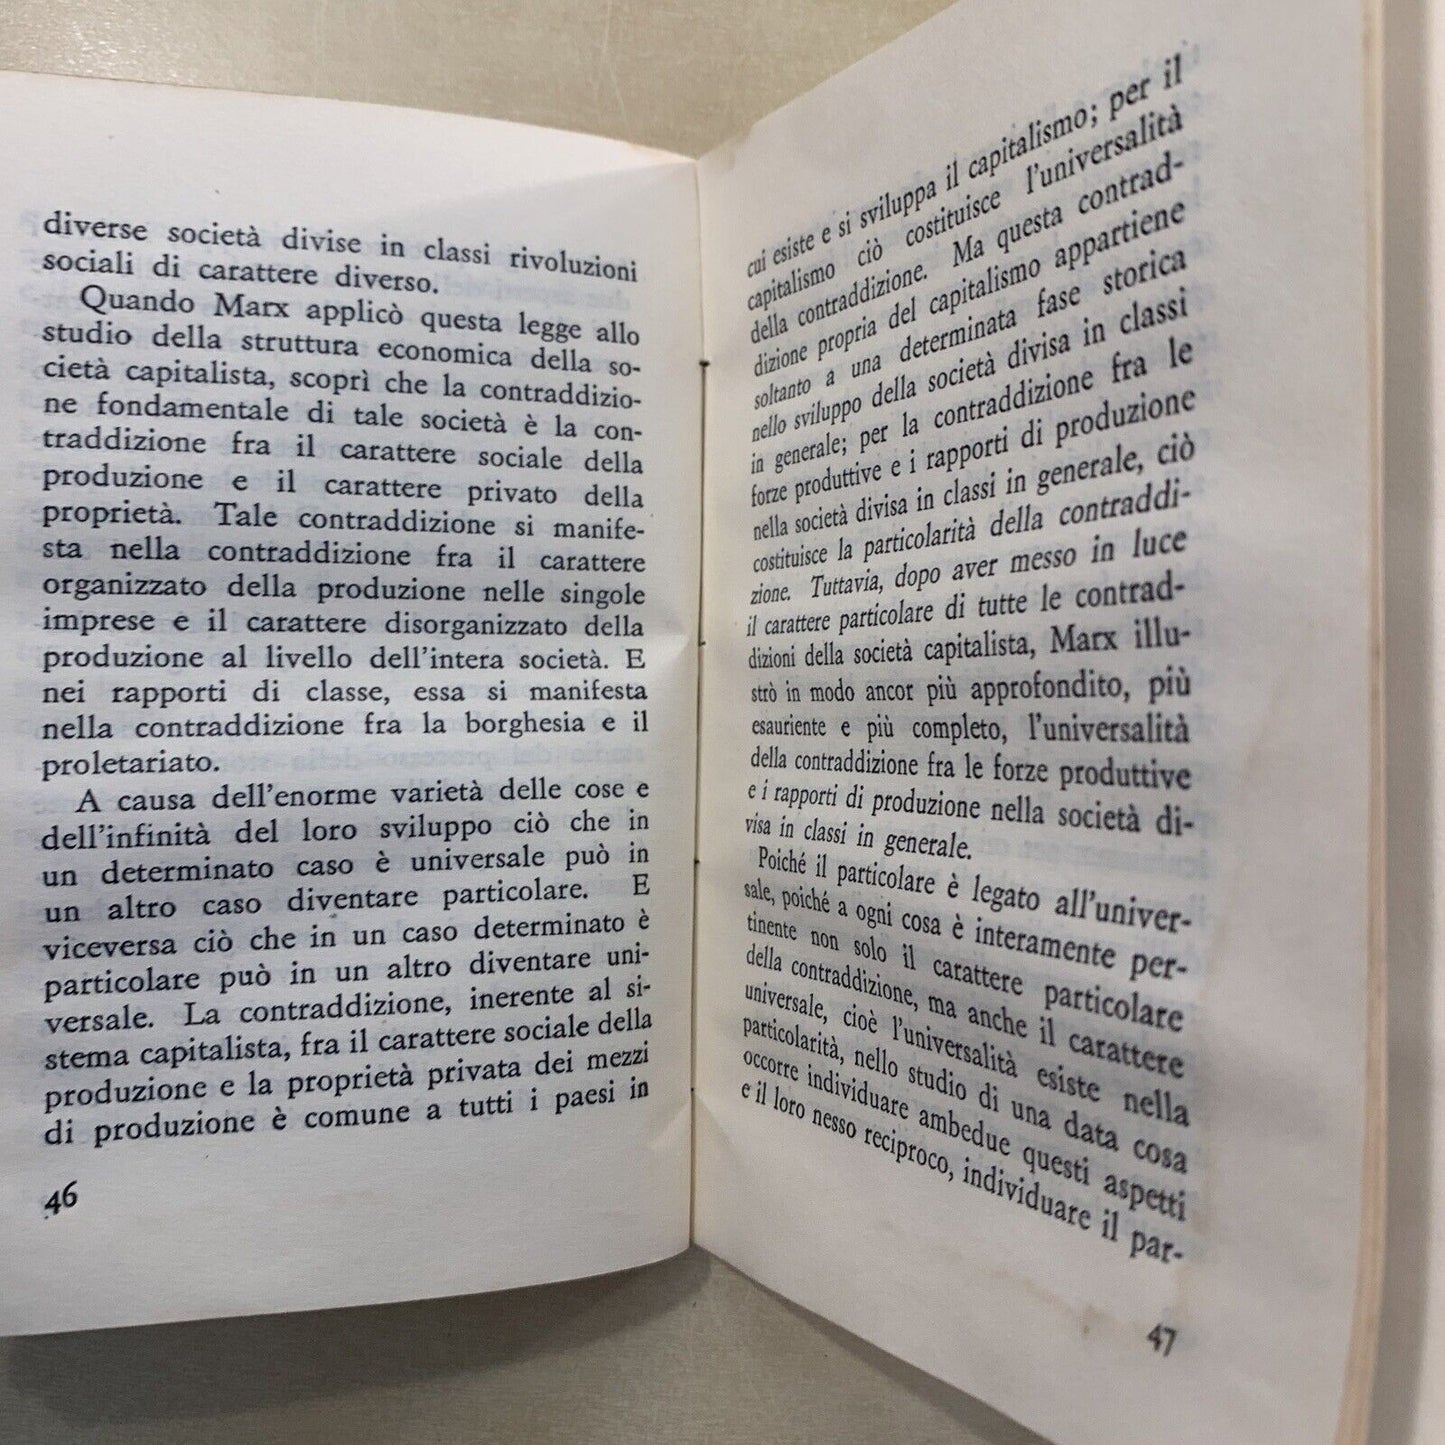 diverse società divise in classi rivoluzioni
sociali di carattere diverso.
Quando Marx applicò questa legge allo
studio della struttura economica della so-
cietà capitalista, scoprì che la contraddizio-
ne fondamentale di tale società è la con-
traddizione fra il carattere sociale della
produzione e il carattere privato della
proprietà. Tale contraddizione si manife-
sta nella contraddizione fra il carattere
organizzato della produzione nelle singole
imprese e il carattere disorganizzato della
produzione al livello dell'intera società. E
nei rapporti di classe, essa si manifesta
nella contraddizione fra la borghesia e il
proletariato.
A causa dell'enorme varietà delle cose e
dell'infinità del loro sviluppo ciò che in
un determinato caso è universale può in
un altro caso diventare particolare. E
viceversa ciò che in un caso determinato è
particolare può in un altro diventare uni-
versale. La contraddizione, inerente al si-
stema capitalista, fra il carattere sociale della
produzione e la proprietà privata dei mezzi
di produzione è comune a tutti i paesi in
46
cui esiste e si sviluppa il capitalismo; per il
capitalismo ciò costituisce l'universalità
della contraddizione. Ma questa contrad-
dizione propria del capitalismo appartiene
soltanto a una determinata fase storica
nello sviluppo della società divisa in classi
in generale; per la contraddizione fra le
forze produttive e i rapporti di produzione
nella società divisa in classi in generale, ciò
costituisce la particolarità della contraddi-
zione. Tuttavia, dopo aver messo in luce
il carattere particolare di tutte le contrad-
dizioni della società capitalista, Marx illu-
strò in modo ancor più approfondito, più
esauriente e più completo, l'universalità
della contraddizione fra le forze produttive
e i rapporti di produzione nella società di-
visa in classi in generale.
Poiché il particolare è legato all'univer-
sale, poiché a ogni cosa è interamente per-
tinente non solo il carattere particolare
della contraddizione, ma anche il carattere
universale, cioè l'universalità esiste nella
particolarità, nello studio di una data cosa
occorre individuare ambedue questi aspetti
e il loro nesso reciproco, individuare il par-
47